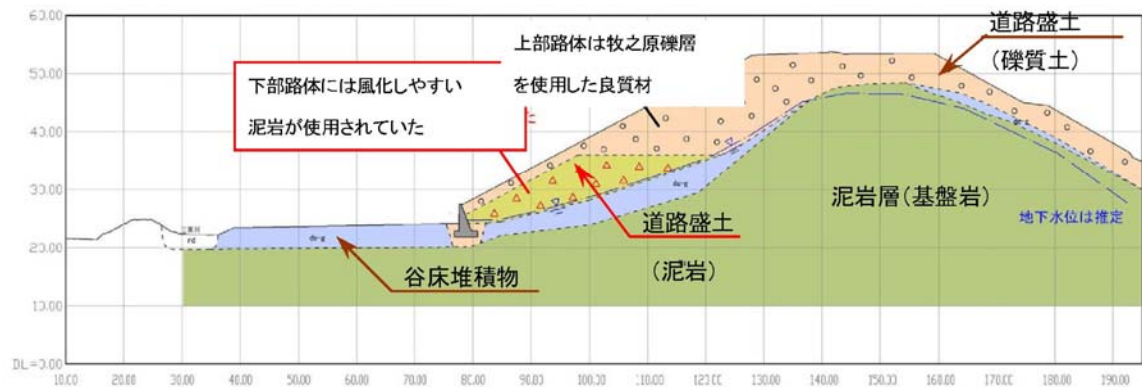 60.00
50.00
40.00
30.00
20.00
10.00
DL=0.00
上部路体は牧之原礫層
を使用した良質材
下部路体には風化しやすい
泥岩が使用されていた
道路盛土
(礫質土)
泥岩層(基盤岩)
地下水位は推定
道路盛土
(泥岩)
谷床堆積物
10.00 20.00 30.00 40.00 50.00 60.00 70.00 80.00 90.00 100.00 110.00 120.00 130.00 140.00 150.00 160.00 170.00 180.00 190.00